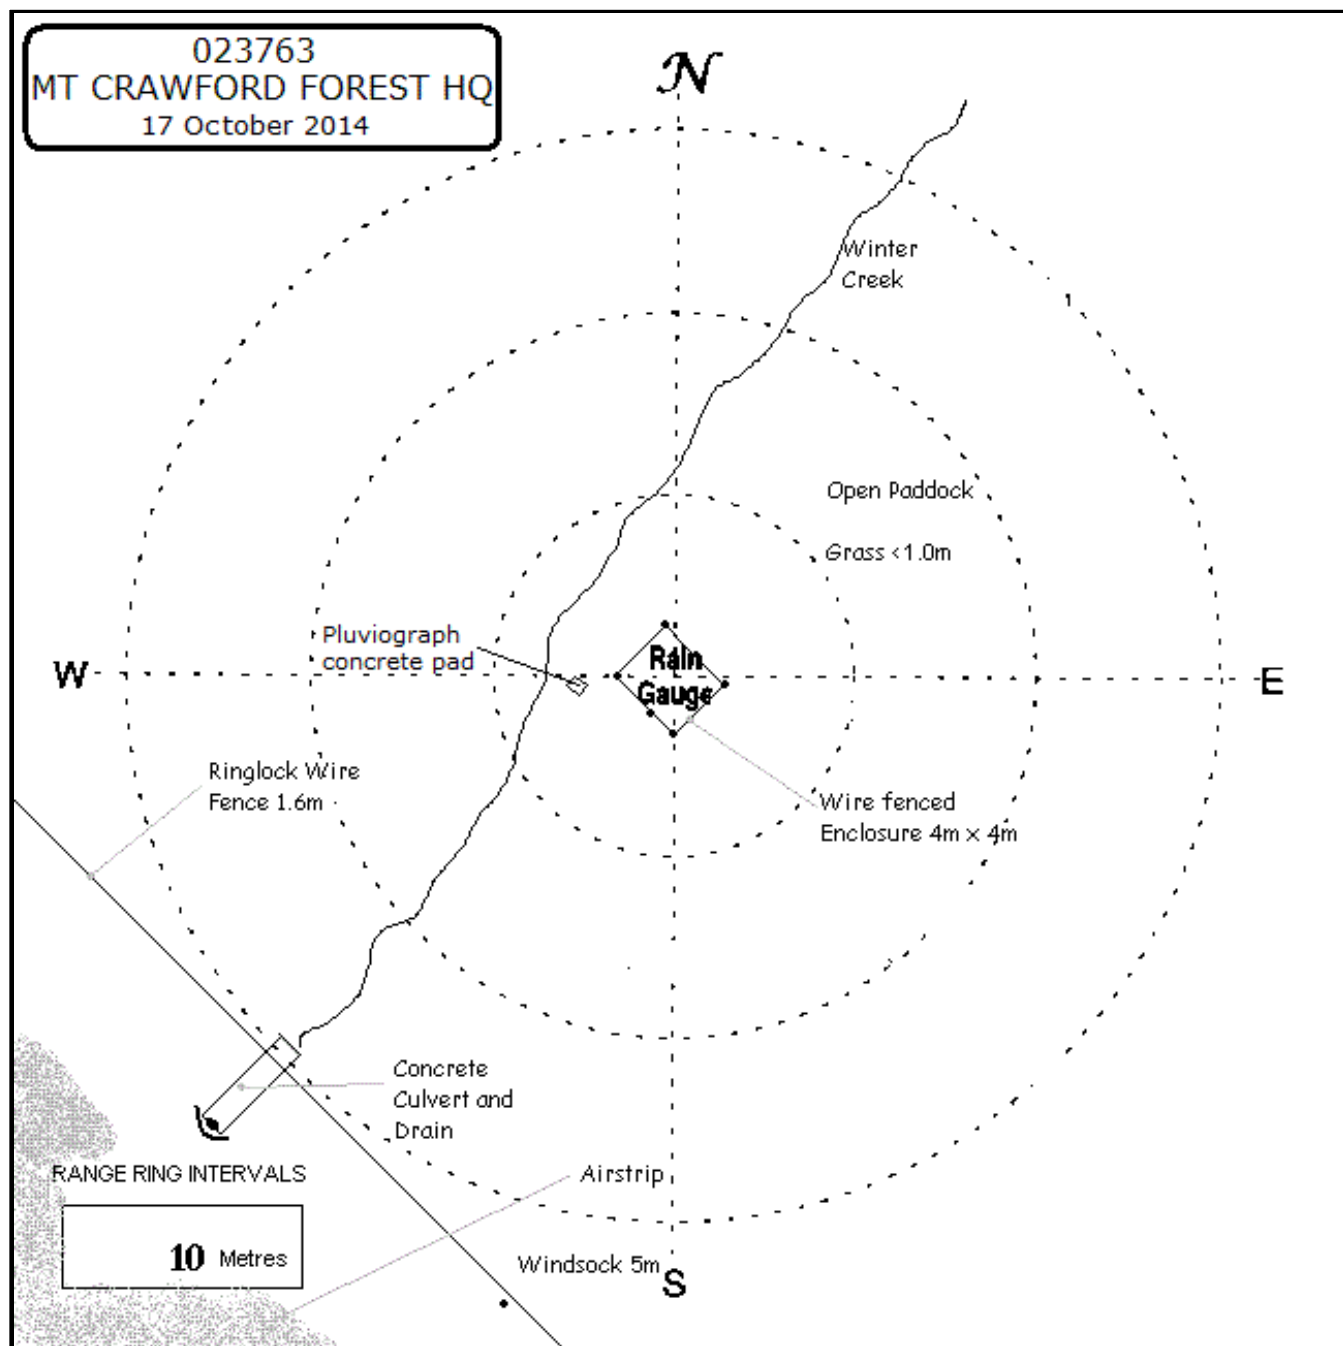 023763
MT CRAWFORD FOREST HQ
17 October 2014
N
Winter
Creek
Open Paddock
Grass <1.0m
Pluviograph
concrete pad
Rain
Gauge
W
E
Ringlock Wire
Fence 1.6m
Wire fenced
Enclosure 4m x 4m
Concrete
Culvert and
Drain
RANGE RING INTERVALS
10 Metres
Airstrip
Windsock 5m
S